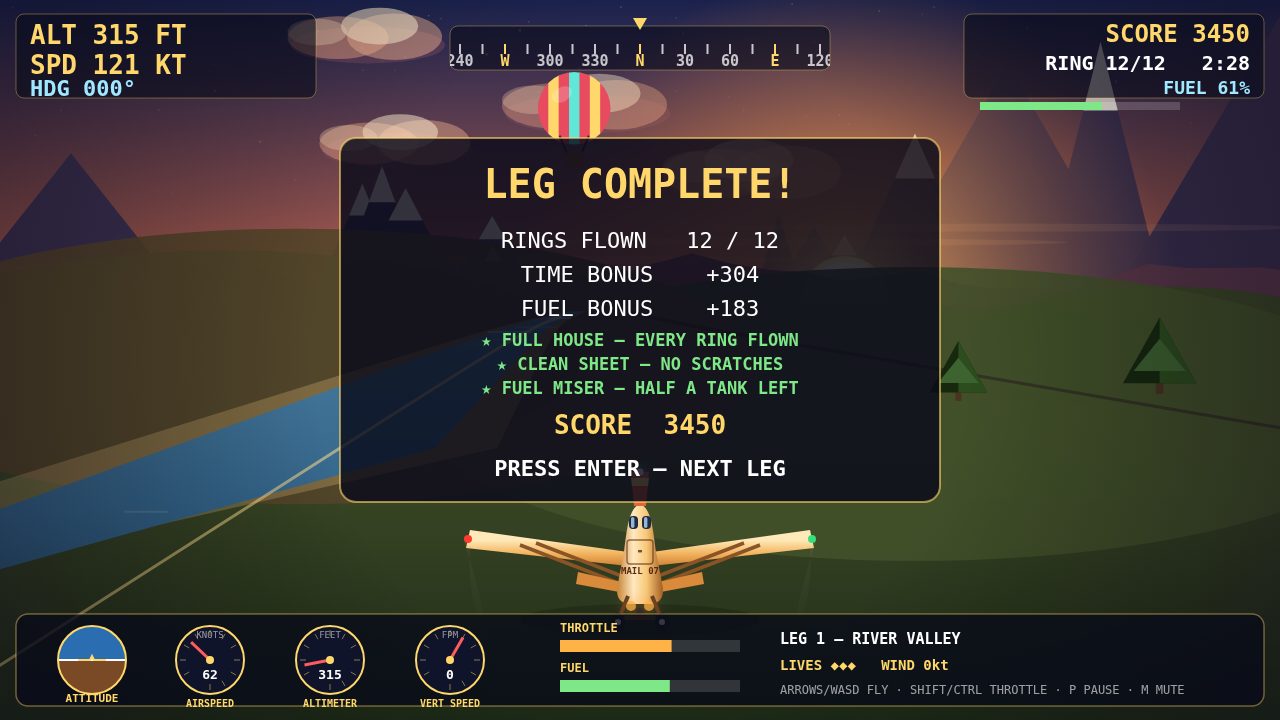 ALT 315 FT
SPD 121 KT
HDG 000°
240 W 300 330 N 30 60 E 120
SCORE 3450
RING 12/12 2:28
FUEL 61%
LEG COMPLETE!
RINGS FLOWN 12 / 12
TIME BONUS +304
FUEL BONUS +183
★ FULL HOUSE — EVERY RING FLOWN
★ CLEAN SHEET — NO SCRATCHES
★ FUEL MISER — HALF A TANK LEFT
SCORE 3450
PRESS ENTER — NEXT LEG
MAIL 07
ATTITUDE
KNOTS
62
AIRSPEED
FEET
315
ALTIMETER
FPM
0
VERT SPEED
THROTTLE
FUEL
LEG 1 — RIVER VALLEY
LIVES ◆◆◆ WIND 0kt
ARROWS/WASD FLY · SHIFT/CTRL THROTTLE · P PAUSE · M MUTE